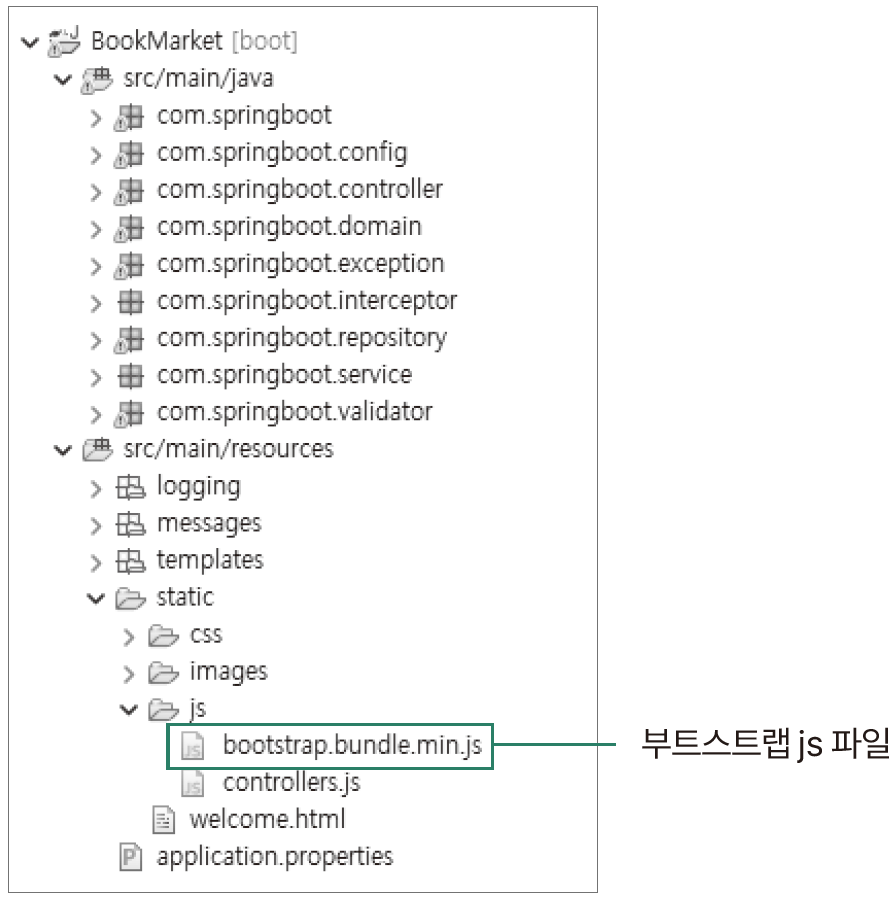 BookMarket [boot]
src/main/java
com.springboot
com.springboot.config
com.springboot.controller
com.springboot.domain
com.springboot.exception
com.springboot.interceptor
com.springboot.repository
com.springboot.service
com.springboot.validator
src/main/resources
logging
messages
templates
static
css
images
js
bootstrap.bundle.min.js 부트스트랩 js 파일
controllers.js
welcome.html
application.properties